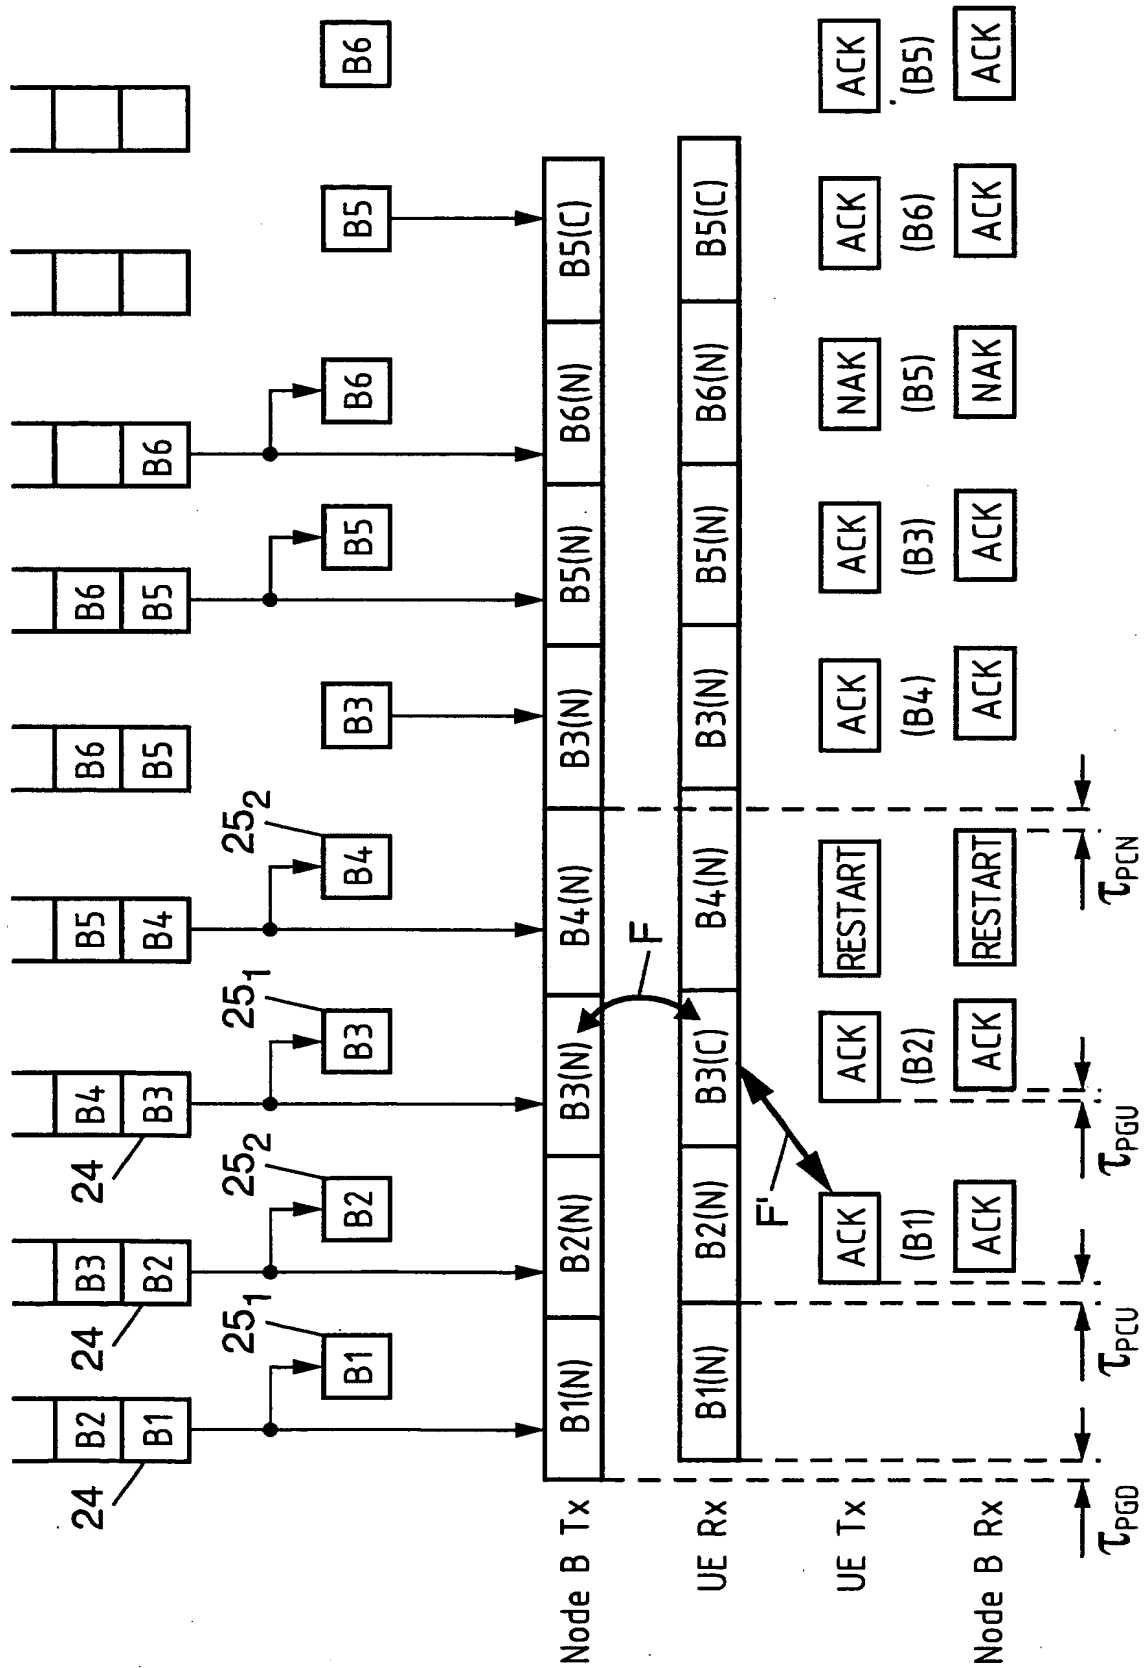 B2 B3 B4 B5 B6 B6
24 24 24
B1 B2 B3 B4 B5 B5 B6
25₁ 25₂ 25₁ 25₂
B1 B2 B3 B4 B3 B5 B6 B5 B6
Node B Tx B1(N) B2(N) B3(N) B4(N) B3(N) B5(N) B6(N) B5(C)
F
UE Rx B1(N) B2(N) B3(C) B4(N) B3(N) B5(N) B6(N) B5(C)
F'
UE Tx ACK ACK RESTART ACK ACK NAK ACK ACK
(B1) (B2) (B4) (B3) (B5) (B6) (B5)
Node B Rx ACK ACK RESTART ACK ACK NAK ACK ACK
τPGD τPCU τPGU τPCN